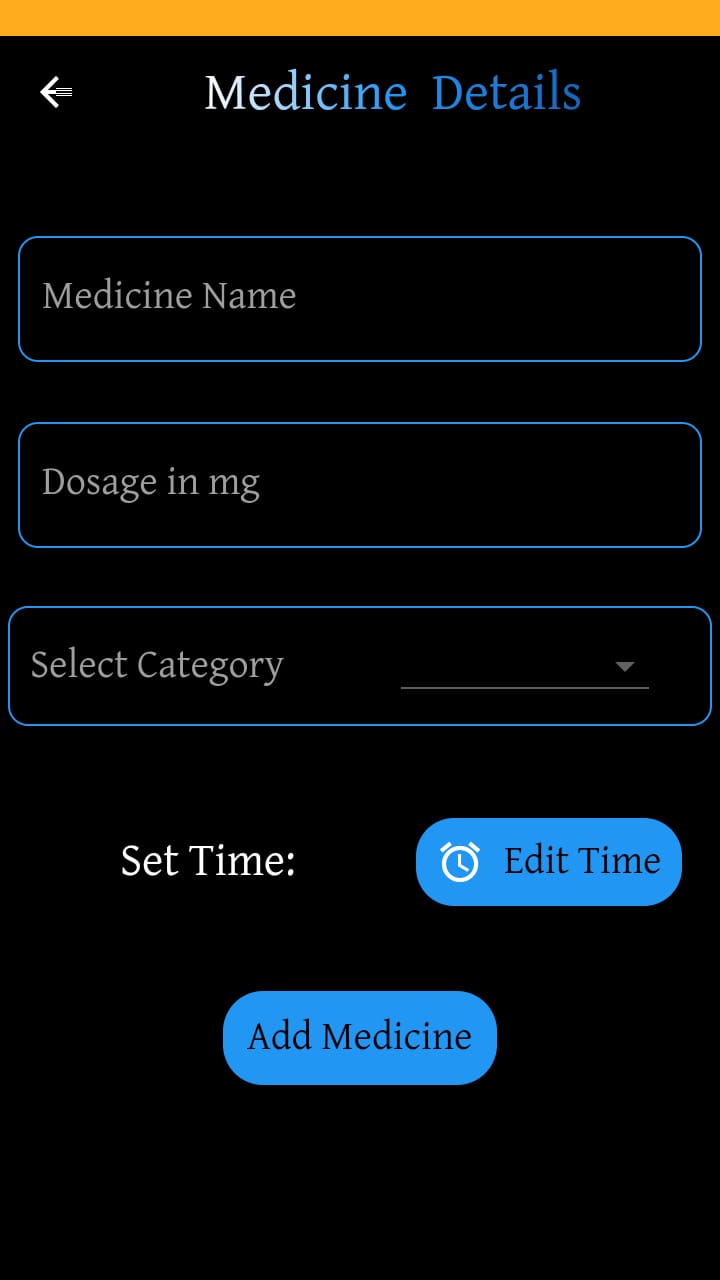 Medicine Details
Medicine Name
Dosage in mg
Select Category
Set Time:
Edit Time
Add Medicine